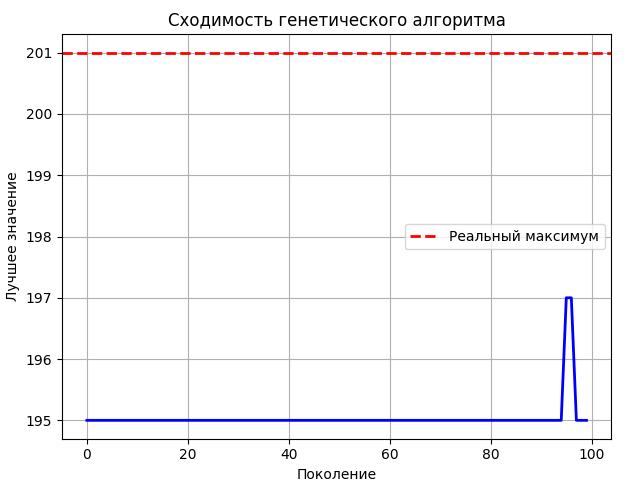 Сходимость генетического алгоритма
201
200
199
198
197
196
195
Лучшее значение
Реальный максимум
0 20 40 60 80 100
Поколение